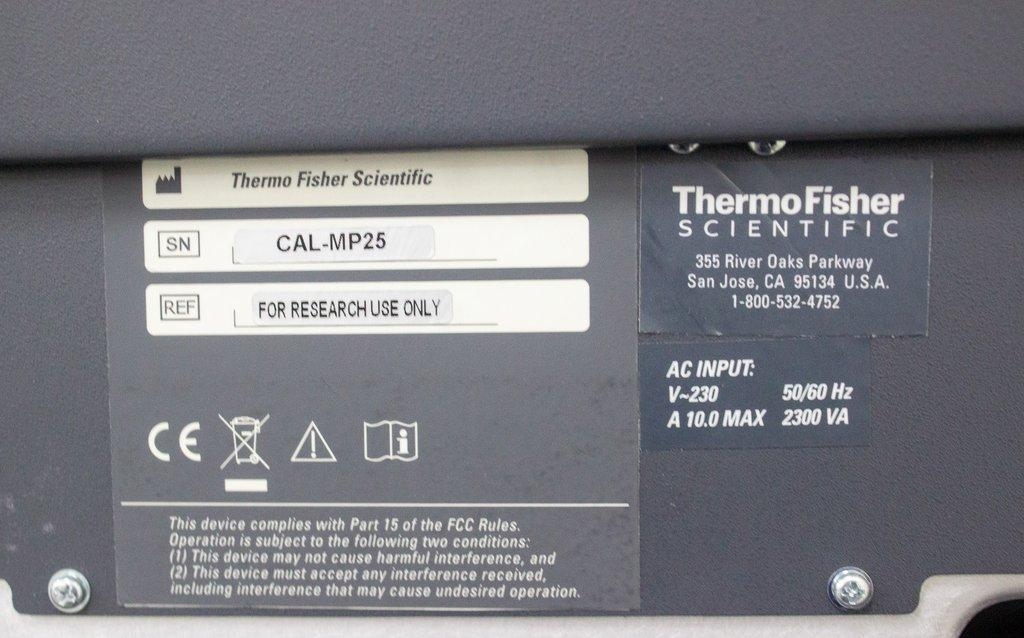 Thermo Fisher Scientific
SN CAL-MP25
REF FOR RESEARCH USE ONLY
CE
This device complies with Part 15 of the FCC Rules.
Operation is subject to the following two conditions:
(1) This device may not cause harmful interference, and
(2) This device must accept any interference received,
including interference that may cause undesired operation.
ThermoFisher
SCIENTIFIC
355 River Oaks Parkway
San Jose, CA 95134 U.S.A.
1-800-532-4752
AC INPUT:
V~230 50/60 Hz
A 10.0 MAX 2300 VA